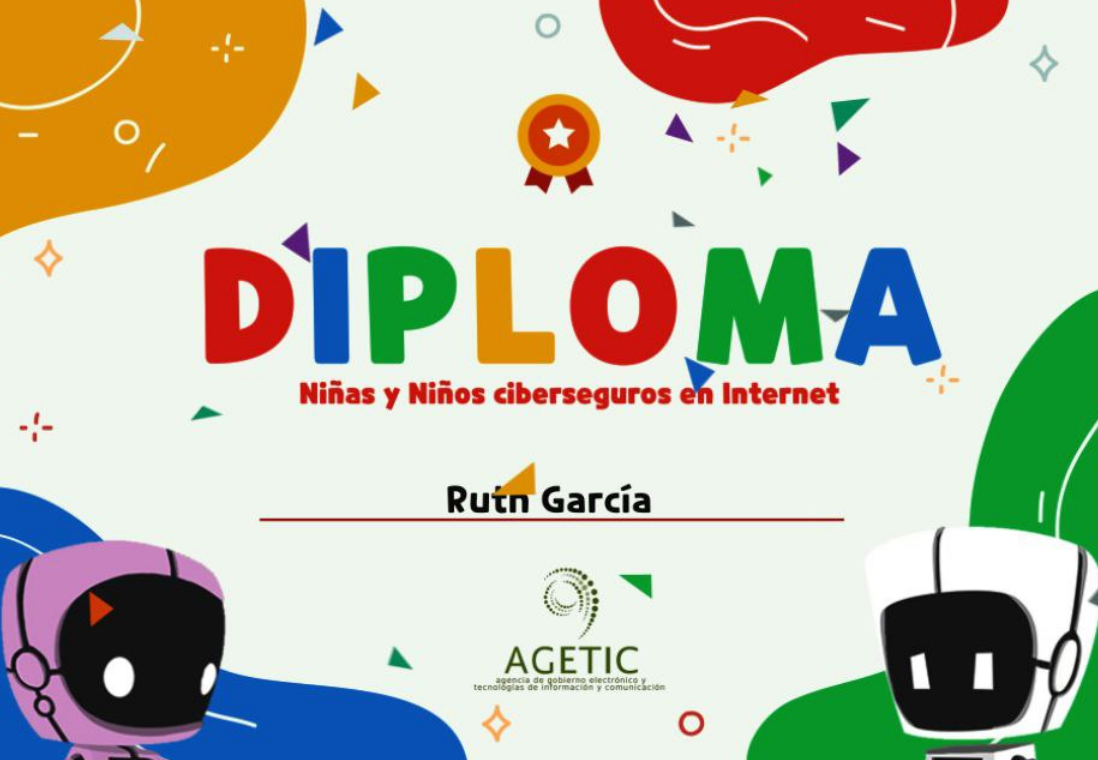 DIPLOMA
Niñas y Niños ciberseguros en Internet
Ruth García
AGETIC
agencia de gobierno electrónico y
tecnologías de información y comunicación